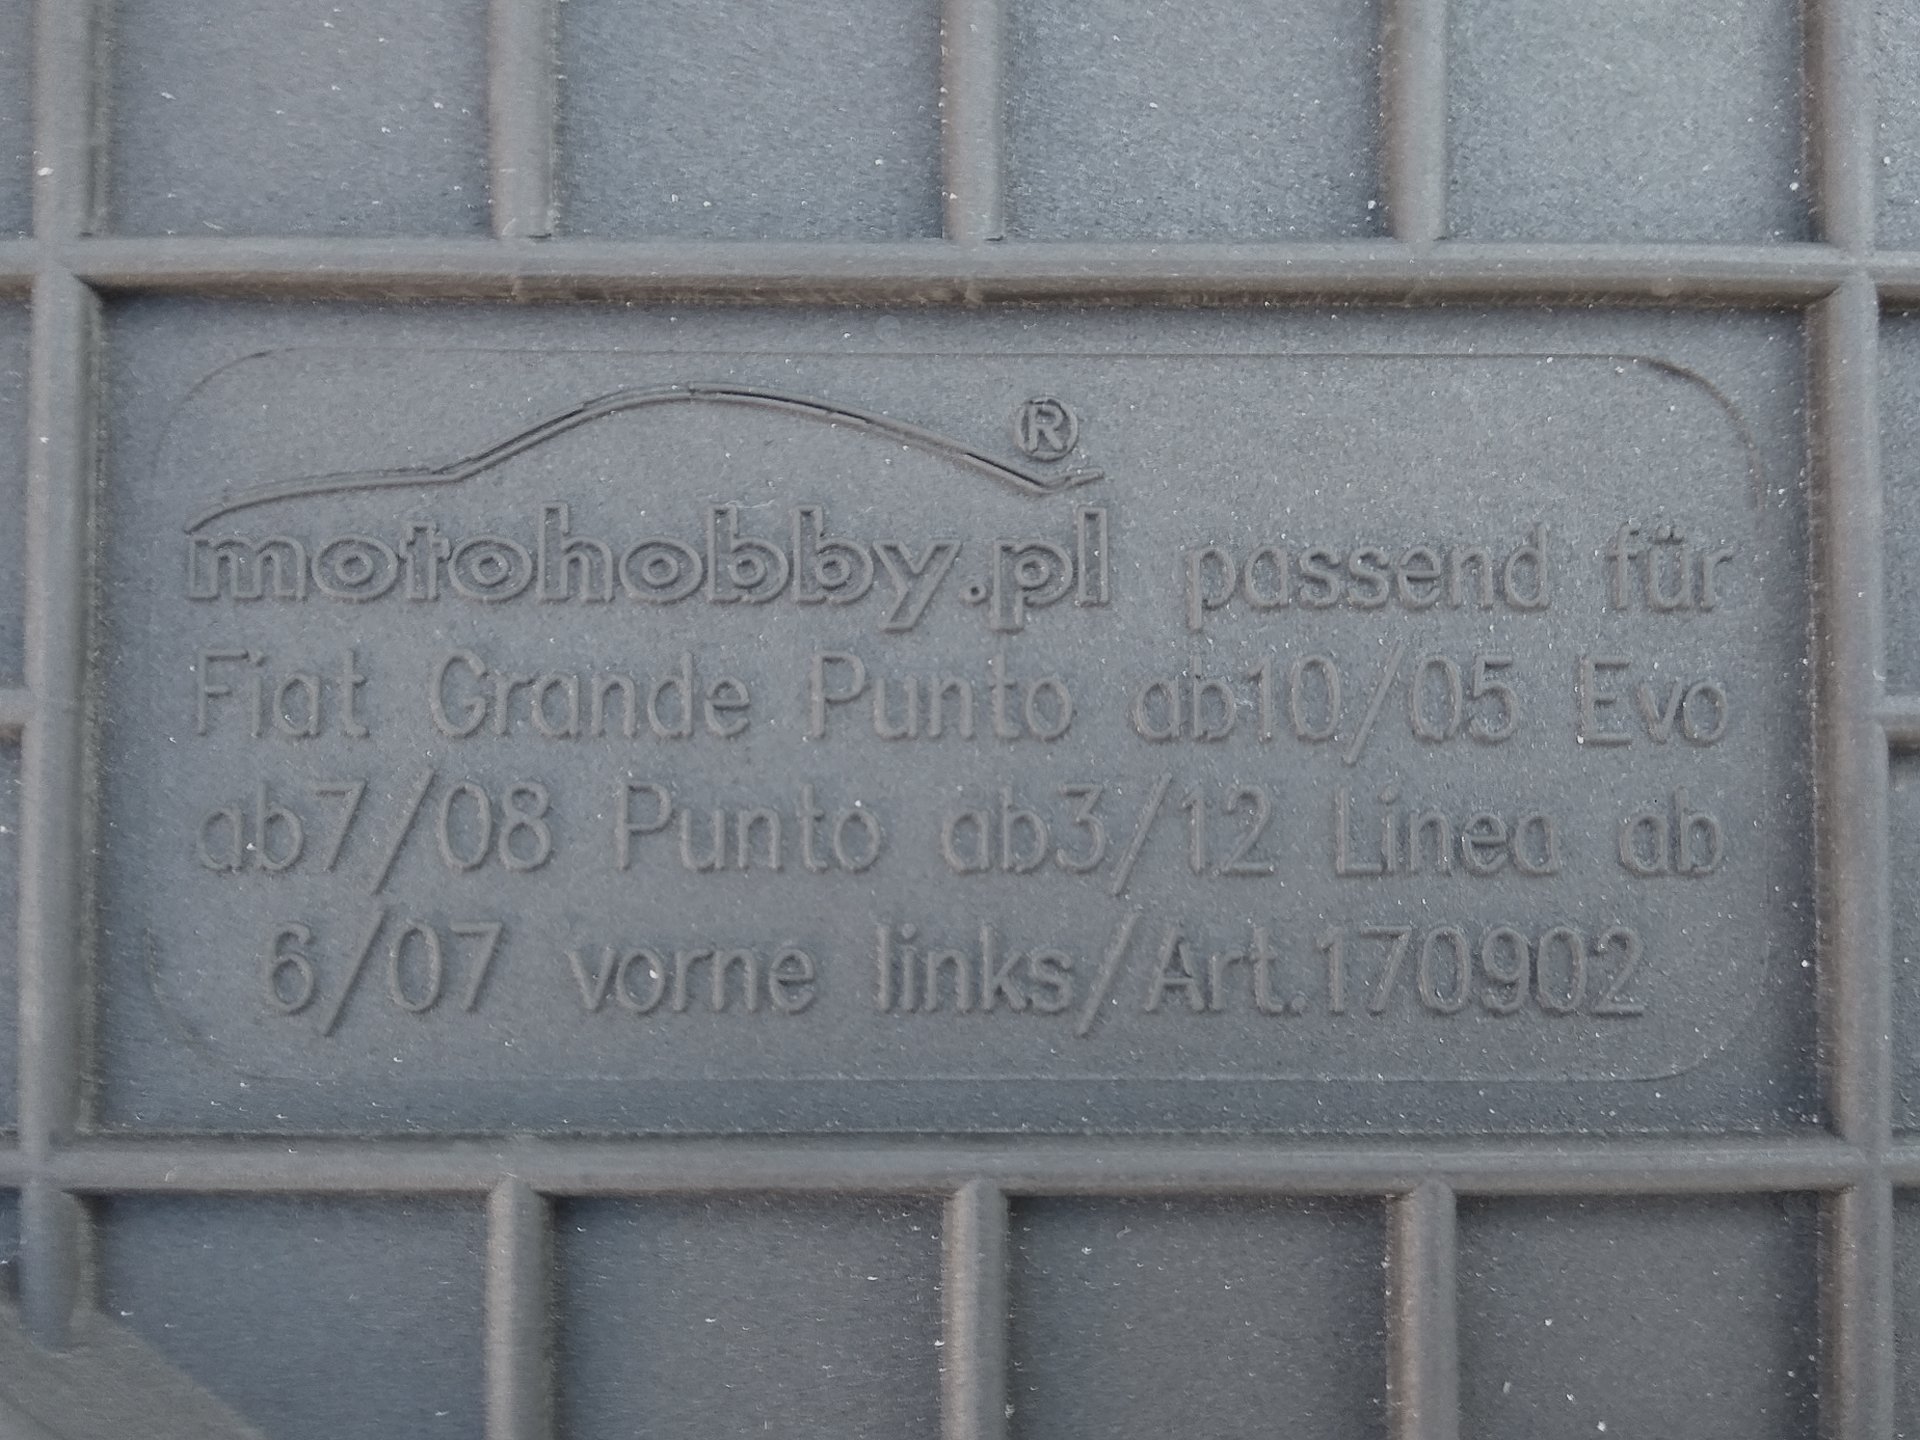 motohobby.pl® passend für
Fiat Grande Punto ab10/05 Evo
ab7/08 Punto ab3/12 Linea ab
6/07 vorne links/Art.170902